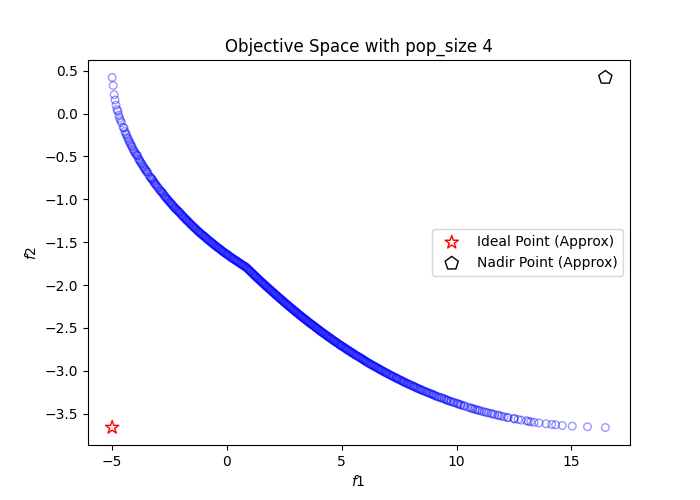 Objective Space with pop_size 4
0.5
0.0
−0.5
−1.0
−1.5
−2.0
−2.5
−3.0
−3.5
f2
Ideal Point (Approx)
Nadir Point (Approx)
−5
0
5
10
15
f1